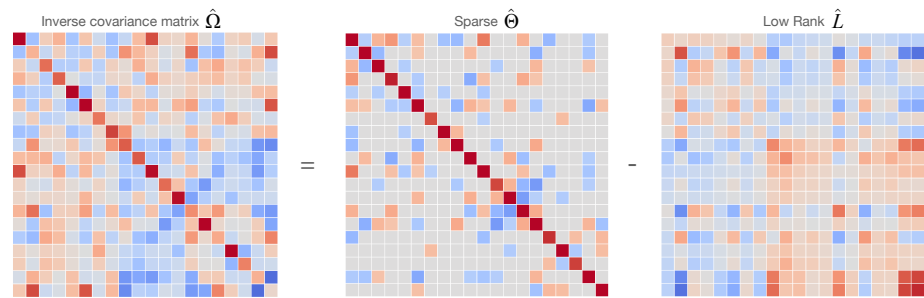 Inverse covariance matrix Ω̂
Sparse Θ̂
Low Rank L̂
=
-